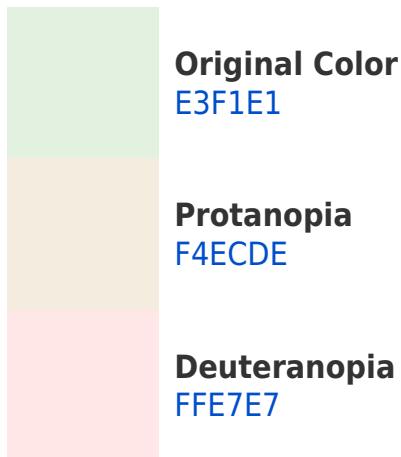 Original Color
E3F1E1
Protanopia
F4ECDE
Deuteranopia
FFE7E7